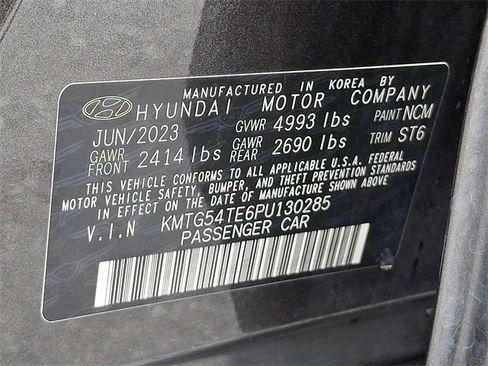 MANUFACTURED IN KOREA BY
HYUNDAI MOTOR COMPANY
JUN/2023 GVWR 4993 lbs PAINT NCM
GAWR FRONT 2414 lbs GAWR REAR 2690 lbs TRIM ST6
THIS VEHICLE CONFORMS TO ALL APPLICABLE U.S.A. FEDERAL
MOTOR VEHICLE SAFETY, BUMPER, AND THEFT PREVENTION STANDARDS
IN EFFECT ON THE DATE OF MANUFACTURE SHOWN ABOVE.
V.I.N KMTG54TE6PU130285
PASSENGER CAR